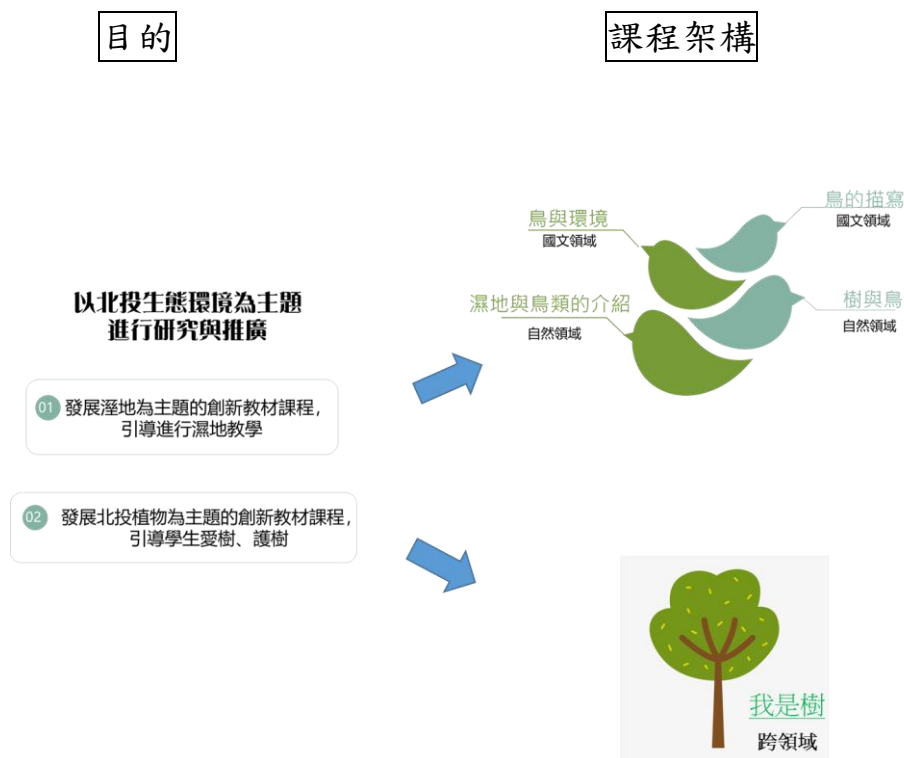 目的
課程架構
以北投生態環境為主題
進行研究與推廣
01 發展溼地為主題的創新教材課程，
引導進行濕地教學
02 發展北投植物為主題的創新教材課程，
引導學生愛樹、護樹
鳥與環境
國文領域
鳥的描寫
國文領域
濕地與鳥類的介紹
自然領域
樹與鳥
自然領域
我是樹
跨領域